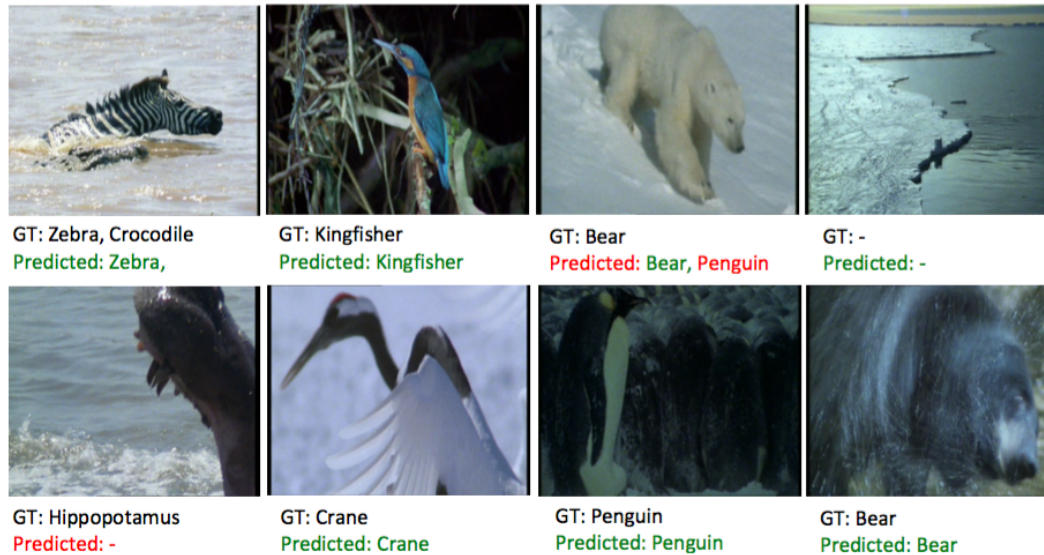 GT: Zebra, Crocodile
Predicted: Zebra,
GT: Kingfisher
Predicted: Kingfisher
GT: Bear
Predicted: Bear, Penguin
GT: -
Predicted: -
GT: Hippopotamus
Predicted: -
GT: Crane
Predicted: Crane
GT: Penguin
Predicted: Penguin
GT: Bear
Predicted: Bear